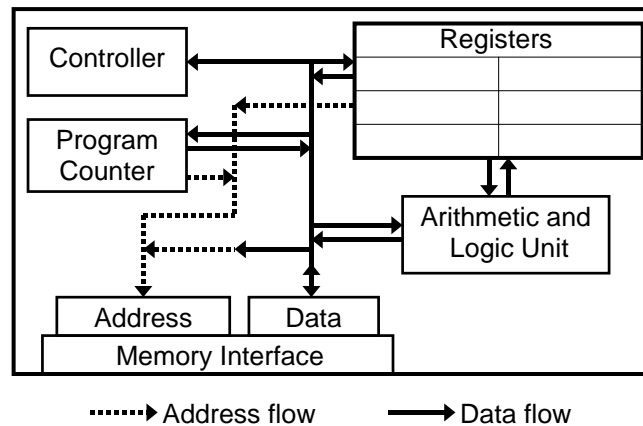 Controller
Registers
Program
Counter
Arithmetic and
Logic Unit
Address
Data
Memory Interface
Address flow
Data flow